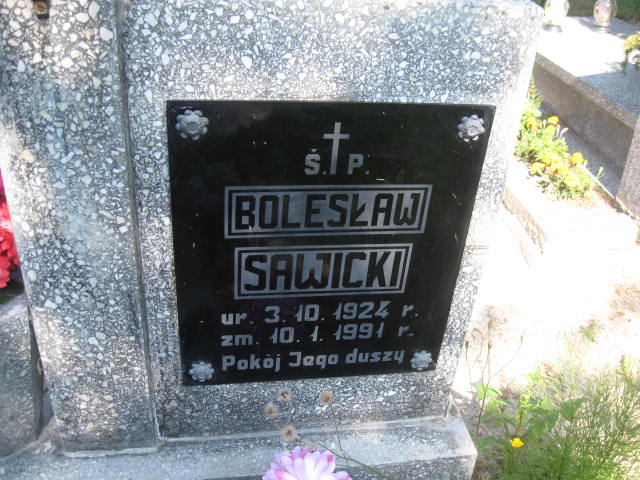 Ś. P.
BOLESŁAW
SAWICKI
ur. 3. 10. 1924 r.
zm. 10. 1. 1991 r.
Pokój Jego duszy